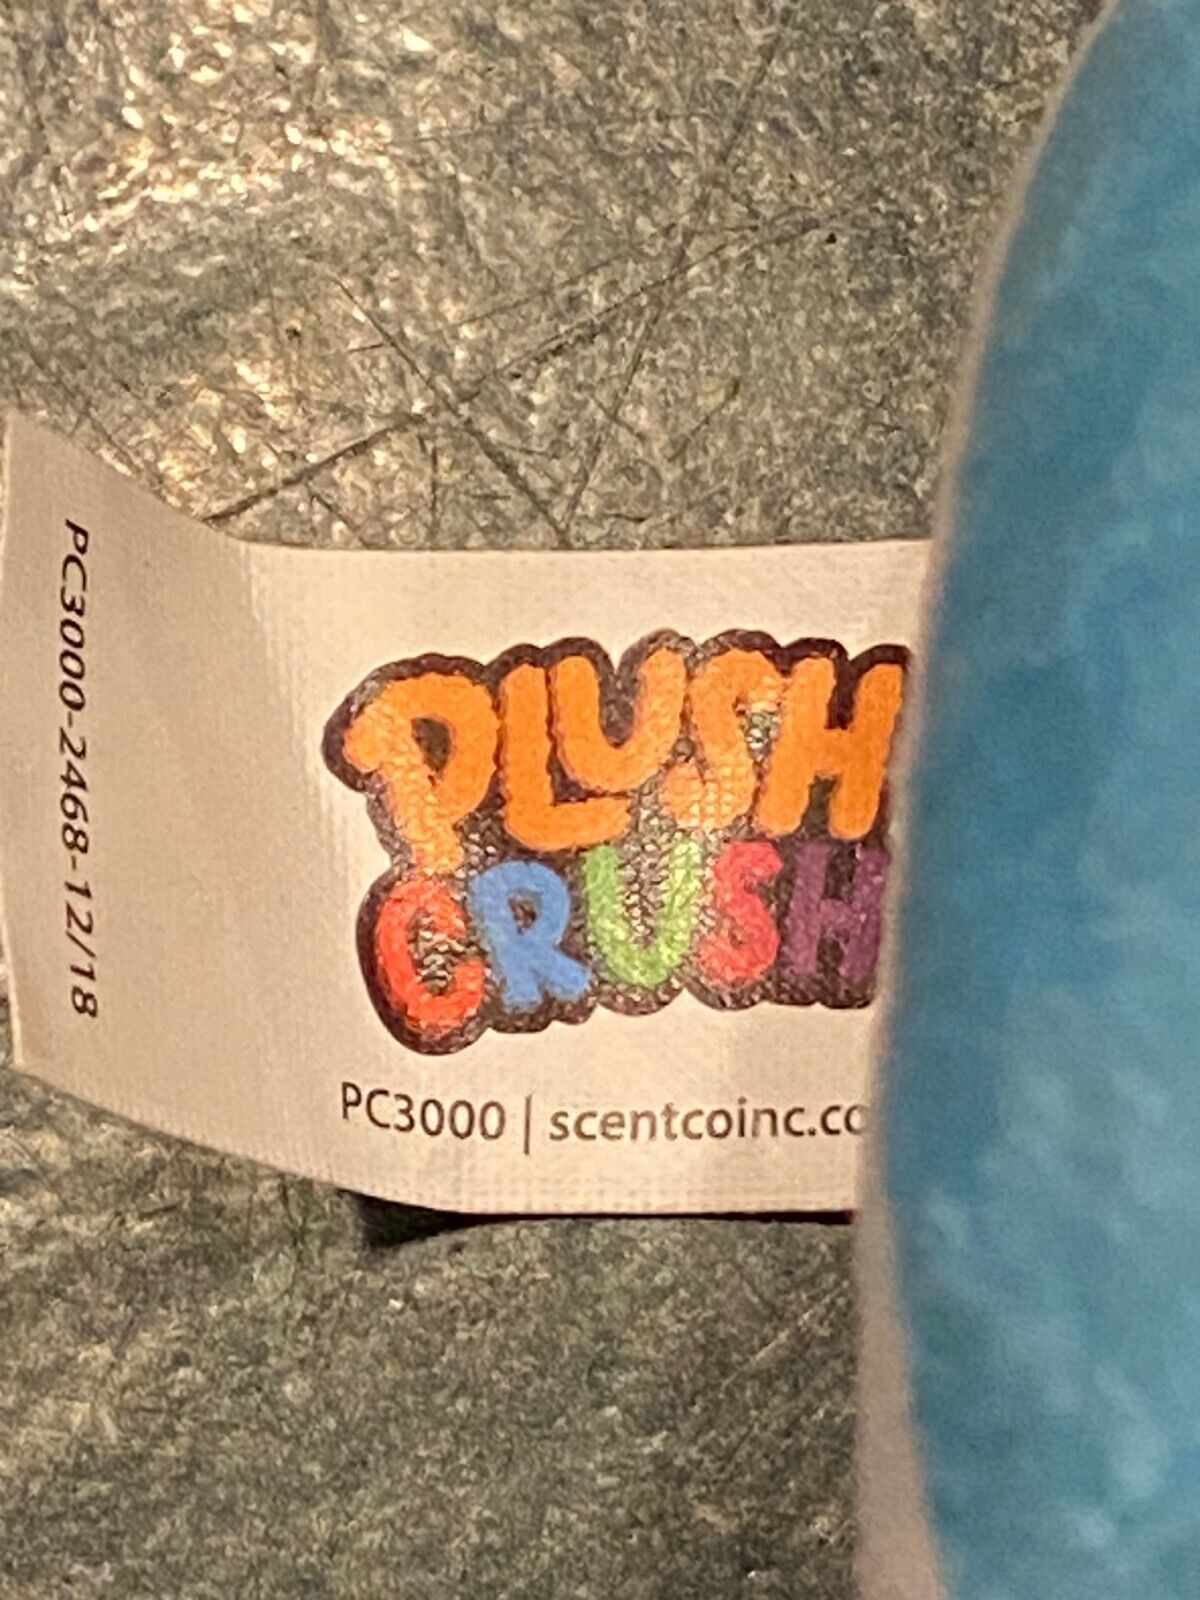 PC3000-2468-12/18
PLUSH
CRUSH
PC3000 | scentcoinc.co